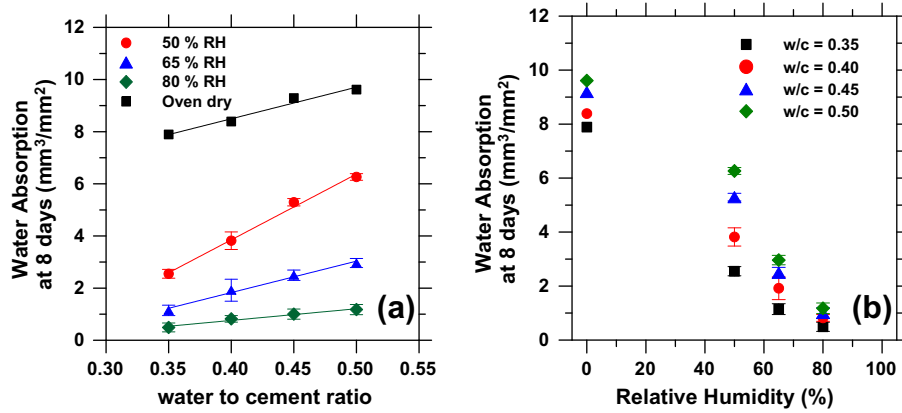 (a)
50 % RH
65 % RH
80 % RH
Oven dry
12
10
8
6
4
2
0
Water Absorption
at 8 days (mm³/mm²)
0.30 0.35 0.40 0.45 0.50 0.55
water to cement ratio
(b)
w/c = 0.35
w/c = 0.40
w/c = 0.45
w/c = 0.50
12
10
8
6
4
2
0
Water Absorption
at 8 days (mm³/mm²)
0 20 40 60 80 100
Relative Humidity (%)